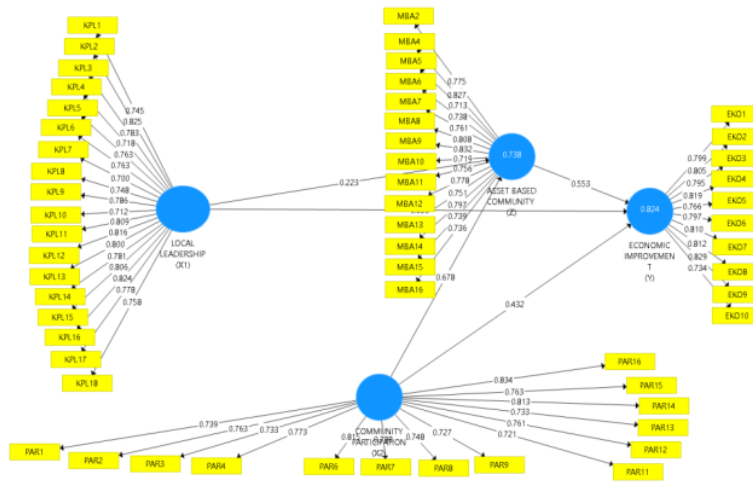 KPL1
KPL2
KPL3
KPL4
KPL5
KPL6
KPL7
KPL8
KPL9
KPL10
KPL11
KPL12
KPL13
KPL14
KPL15
KPL16
KPL17
KPL18
0.745
0.825
0.783
0.718
0.763
0.763
0.700
0.748
0.786
0.712
0.809
0.816
0.800
0.781
0.806
0.824
0.778
0.758
LOCAL
LEADERSHIP
(X1)
0.223
MBA2
MBA4
MBA5
MBA6
MBA7
MBA8
MBA9
MBA10
MBA11
MBA12
MBA13
MBA14
MBA15
MBA16
0.775
0.827
0.713
0.738
0.761
0.808
0.832
0.719
0.756
0.778
0.751
0.797
0.739
0.736
0.738
ASSET BASED
COMMUNITY
(Z)
0.553
0.678
0.432
0.824
ECONOMIC
IMPROVEMEN
T
(Y)
0.799
0.805
0.795
0.819
0.766
0.797
0.810
0.812
0.829
0.734
EKO1
EKO2
EKO3
EKO4
EKO5
EKO6
EKO7
EKO8
EKO9
EKO10
COMMUNITY
PARTICIPATION
(X2)
0.739
0.763
0.733
0.773
0.815
0.748
0.727
0.834
0.763
0.813
0.733
0.761
0.721
PAR1
PAR2
PAR3
PAR4
PAR6
PAR7
PAR8
PAR9
PAR16
PAR15
PAR14
PAR13
PAR12
PAR11